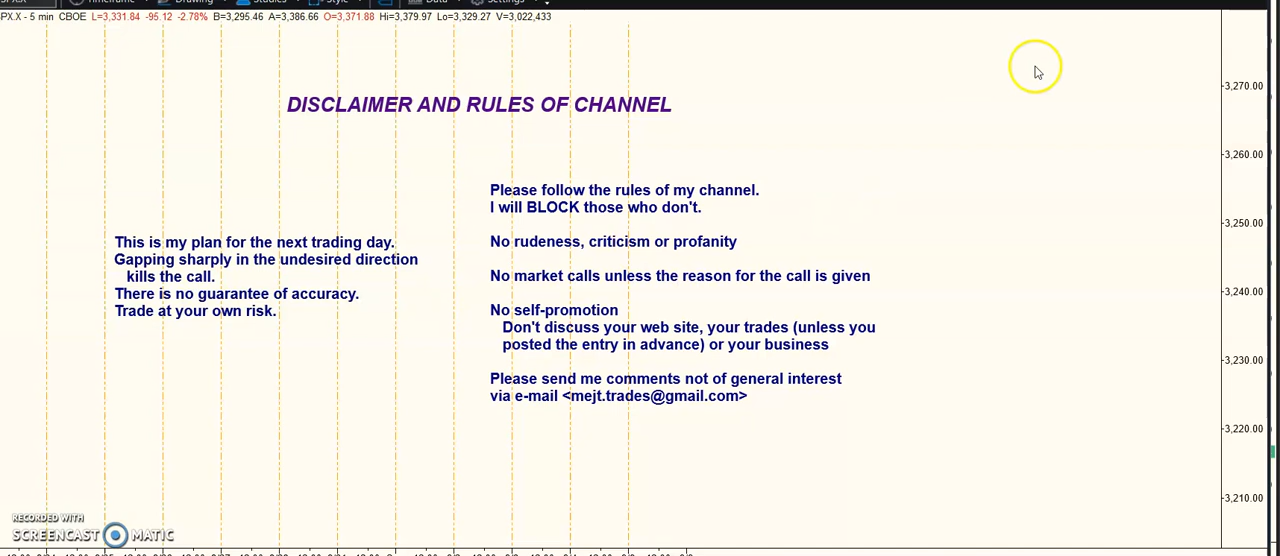 Timeframe Drawing Studies Style Data Settings
PX.X - 5 min CBOE L=3,331.84 -95.12 -2.78% B=3,295.46 A=3,386.66 O=3,371.88 Hi=3,379.97 Lo=3,329.27 V=3,022,433
DISCLAIMER AND RULES OF CHANNEL
This is my plan for the next trading day.
Gapping sharply in the undesired direction
kills the call.
There is no guarantee of accuracy.
Trade at your own risk.
Please follow the rules of my channel.
I will BLOCK those who don't.
No rudeness, criticism or profanity
No market calls unless the reason for the call is given
No self-promotion
Don't discuss your web site, your trades (unless you
posted the entry in advance) or your business
Please send me comments not of general interest
via e-mail <mejt.trades@gmail.com>
3,270.00
3,260.00
3,250.00
3,240.00
3,230.00
3,220.00
3,210.00
RECORDED WITH
SCREENCAST MATIC